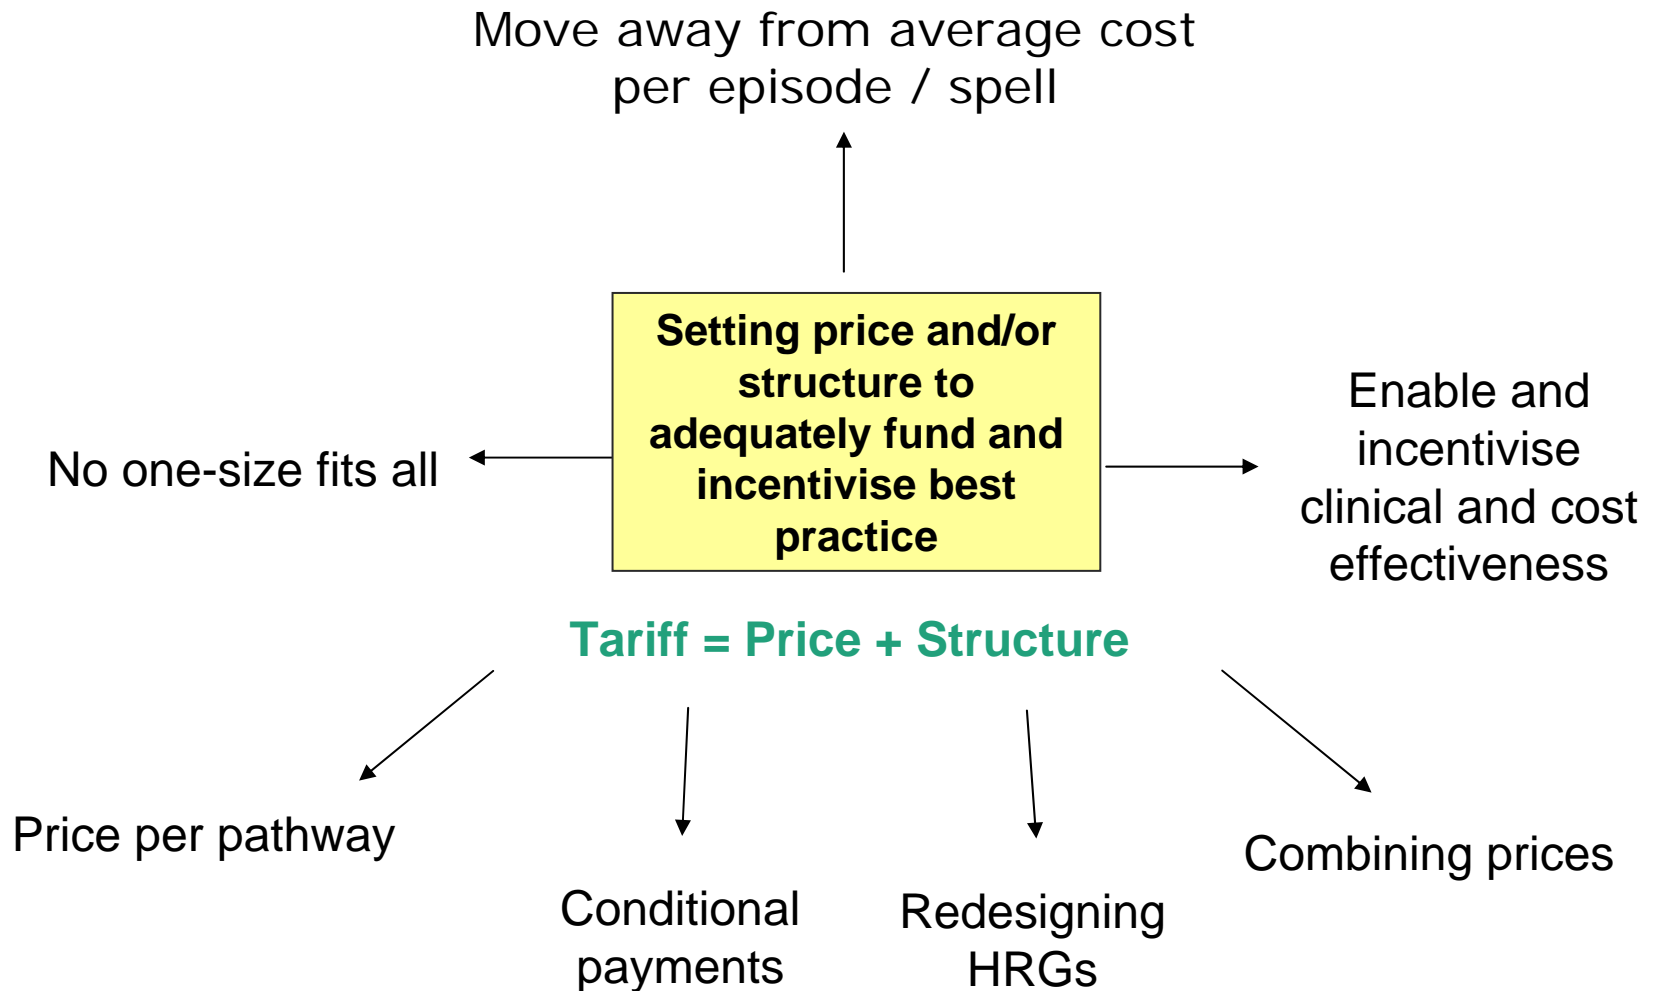 Move away from average cost
per episode / spell
Setting price and/or
structure to
adequately fund and
incentivise best
practice
No one-size fits all
Enable and
incentivise
clinical and cost
effectiveness
Tariff = Price + Structure
Price per pathway
Conditional
payments
Redesigning
HRGs
Combining prices